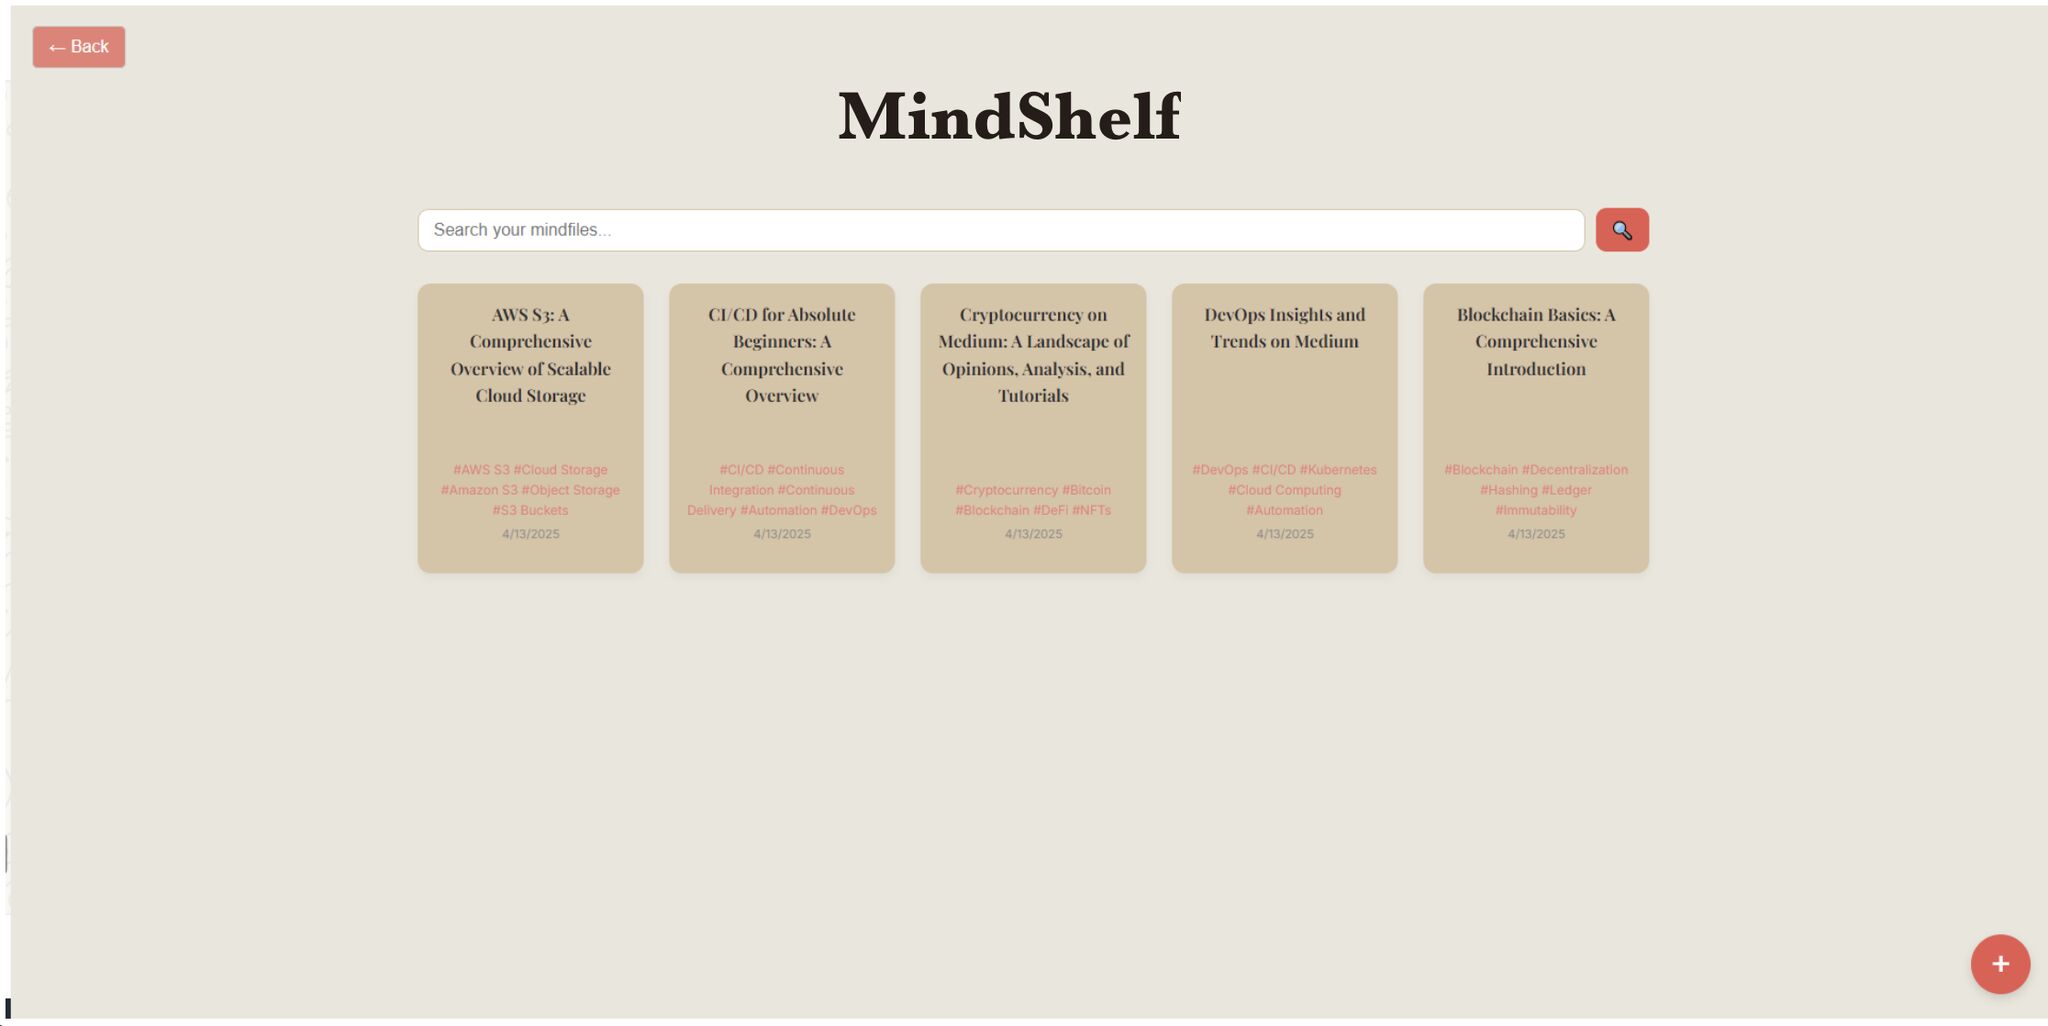 ← Back
MindShelf
Search your mindfiles...
AWS S3: A
Comprehensive
Overview of Scalable
Cloud Storage
#AWS S3 #Cloud Storage
#Amazon S3 #Object Storage
#S3 Buckets
4/13/2025
CI/CD for Absolute
Beginners: A
Comprehensive
Overview
#CI/CD #Continuous
Integration #Continuous
Delivery #Automation #DevOps
4/13/2025
Cryptocurrency on
Medium: A Landscape of
Opinions, Analysis, and
Tutorials
#Cryptocurrency #Bitcoin
#Blockchain #DeFi #NFTs
4/13/2025
DevOps Insights and
Trends on Medium
#DevOps #CI/CD #Kubernetes
#Cloud Computing
#Automation
4/13/2025
Blockchain Basics: A
Comprehensive
Introduction
#Blockchain #Decentralization
#Hashing #Ledger
#Immutability
4/13/2025
+